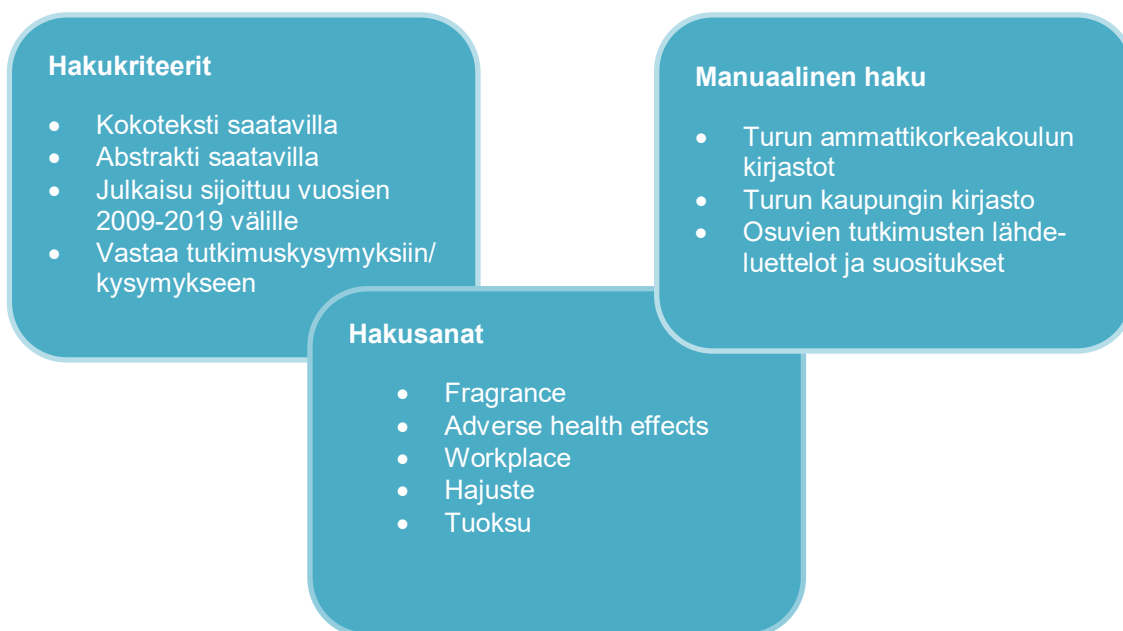 Hakukriteerit
• Kokoteksti saatavilla
• Abstrakti saatavilla
• Julkaisu sijoittuu vuosien
2009-2019 välille
• Vastaa tutkimuskysymyksiin/
kysymykseen
Manuaalinen haku
• Turun ammattikorkeakoulun
kirjastot
• Turun kaupungin kirjasto
• Osuvien tutkimusten lähde-
luettelot ja suositukset
Hakusanat
• Fragrance
• Adverse health effects
• Workplace
• Hajuste
• Tuoksu